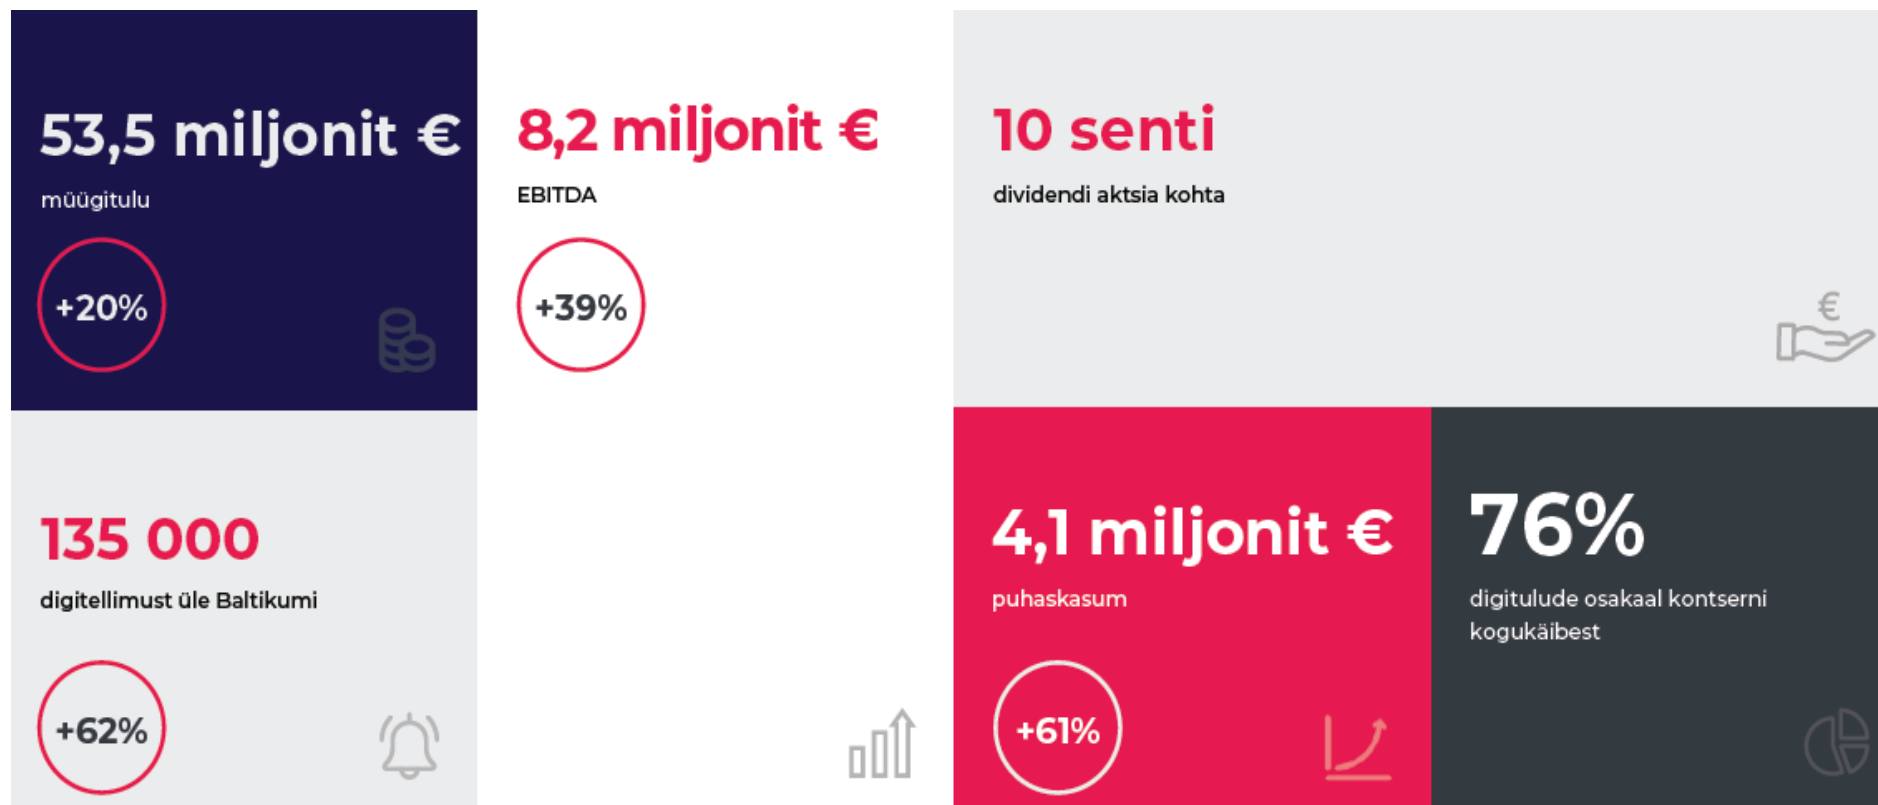 53,5 miljonit €
müügitulu
+20%
8,2 miljonit €
EBITDA
+39%
10 senti
dividendi aktsia kohta
€
135 000
digitellimust üle Baltikumi
+62%
4,1 miljonit €
puhaskasum
+61%
76%
digitulude osakaal kontserni
kogukäibest